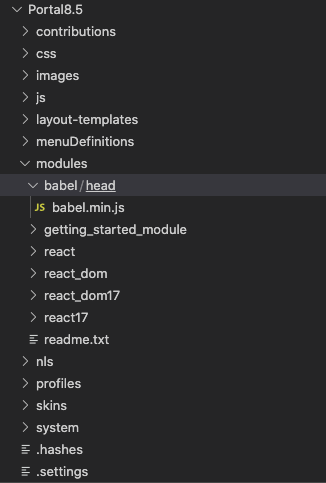 Portal8.5
contributions
css
images
js
layout-templates
menuDefinitions
modules
babel/head
JS babel.min.js
getting_started_module
react
react_dom
react_dom17
react17
readme.txt
nls
profiles
skins
system
.hashes
.settings